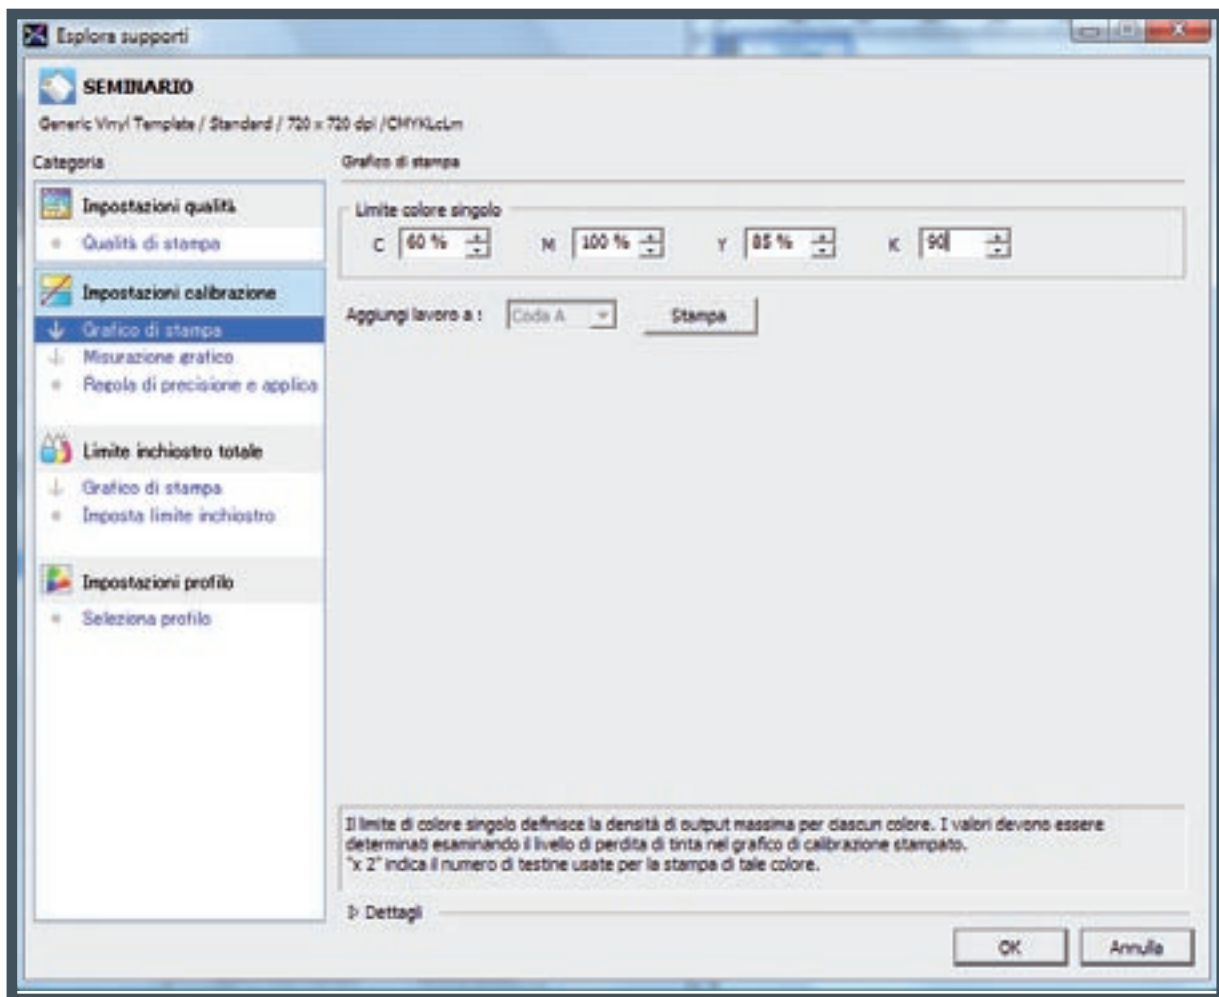 Esplora supporti
SEMINARIO
Generic Vinyl Template / Standard / 720 x 720 dpi /CMYKLcLm
Categoria
Impostazioni qualità
Qualità di stampa
Impostazioni calibrazione
Grafico di stampa
Misurazione grafico
Regola di precisione e applica
Limite inchiostro totale
Grafico di stampa
Imposta limite inchiostro
Impostazioni profilo
Seleziona profilo
Grafico di stampa
Limite colore singolo
C 60 % M 100 % Y 85 % K 90
Aggiungi lavoro a : Coda A Stampa
Il limite di colore singolo definisce la densità di output massima per ciascun colore. I valori devono essere
determinati esaminando il livello di perdita di tinta nel grafico di calibrazione stampato.
"x 2" indica il numero di testine usate per la stampa di tale colore.
Dettagli
OK Annulla